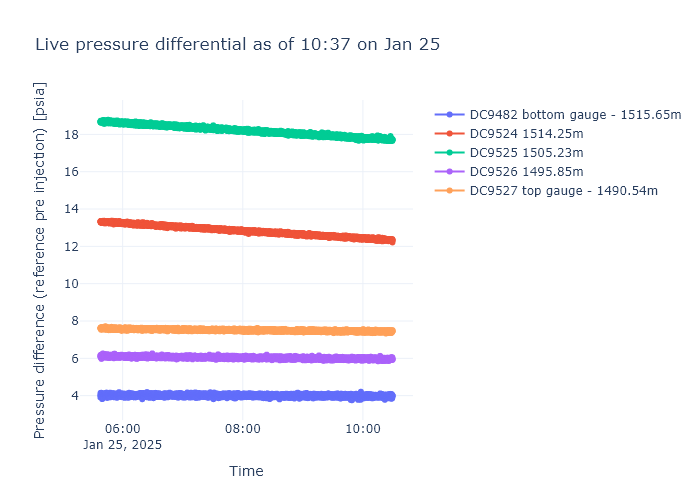 Live pressure differential as of 10:37 on Jan 25
Pressure difference (reference pre injection) [psia]
18
16
14
12
10
8
6
4
06:00
Jan 25, 2025
08:00
10:00
Time
DC9482 bottom gauge - 1515.65m
DC9524 1514.25m
DC9525 1505.23m
DC9526 1495.85m
DC9527 top gauge - 1490.54m